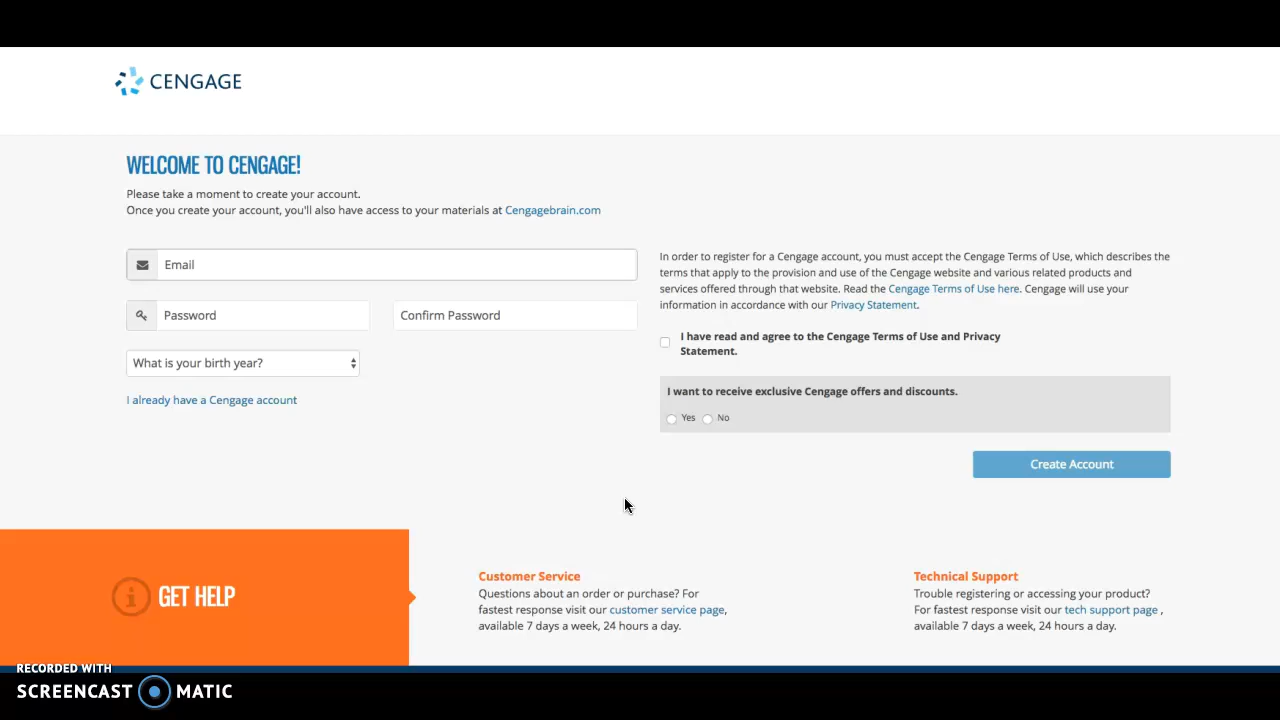 CENGAGE
WELCOME TO CENGAGE!
Please take a moment to create your account.
Once you create your account, you'll also have access to your materials at Cengagebrain.com
Email
Password
Confirm Password
What is your birth year?
I already have a Cengage account
In order to register for a Cengage account, you must accept the Cengage Terms of Use, which describes the
terms that apply to the provision and use of the Cengage website and various related products and
services offered through that website. Read the Cengage Terms of Use here. Cengage will use your
information in accordance with our Privacy Statement.
I have read and agree to the Cengage Terms of Use and Privacy
Statement.
I want to receive exclusive Cengage offers and discounts.
Yes No
Create Account
GET HELP
Customer Service
Questions about an order or purchase? For
fastest response visit our customer service page,
available 7 days a week, 24 hours a day.
Technical Support
Trouble registering or accessing your product?
For fastest response visit our tech support page ,
available 7 days a week, 24 hours a day.
RECORDED WITH
SCREENCAST MATIC